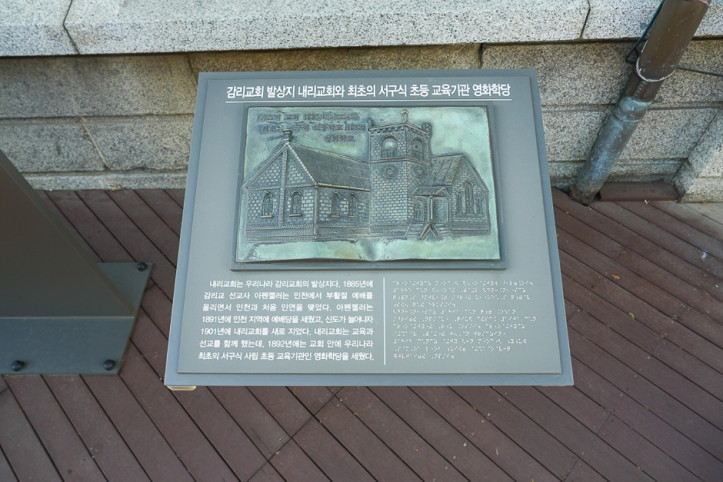 감리교회 발상지 내리교회와 최초의 서구식 초등 교육기관 영화학당
내리교회는 우리나라 감리교회의 발상지다. 1885년에
감리교 선교사 아펜젤러는 인천에서 부활절 예배를
올리면서 인천과 처음 인연을 맺었다. 아펜젤러는
1891년에 인천 지역에 예배당을 세웠고, 신도가 늘어나자
1901년에 내리교회를 새로 지었다. 내리교회는 교육과
선교를 함께 했는데, 1892년에는 교회 안에 우리나라
최초의 서구식 사립 초등 교육기관인 영화학당을 세웠다.